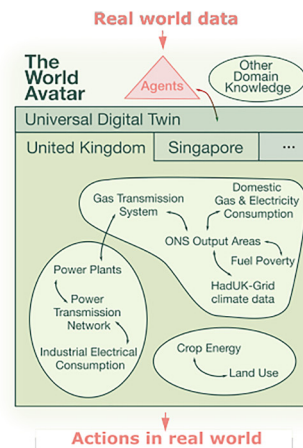 Real world data
The
World
Avatar
Agents
Other
Domain
Knowledge
Universal Digital Twin
United Kingdom
Singapore
...
Gas Transmission
System
Domestic
Gas & Electricity
Consumption
ONS Output Areas
Fuel Poverty
HadUK-Grid
climate data
Power Plants
Power
Transmission
Network
Industrial Electrical
Consumption
Crop Energy
Land Use
Actions in real world